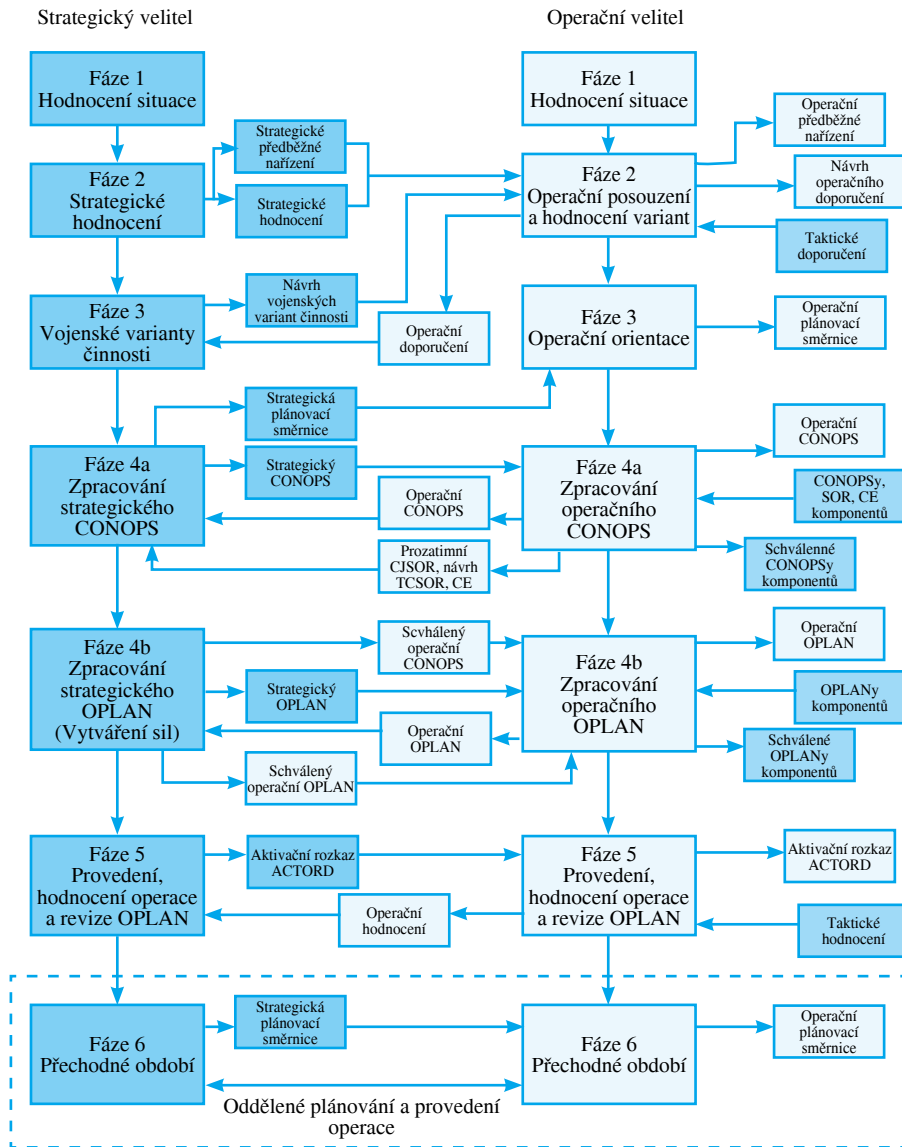 Strategický velitel
Operační velitel
Fáze 1
Hodnocení situace
Fáze 1
Hodnocení situace
Operační
předběžné
nařízení
Strategické
předběžné
nařízení
Fáze 2
Strategické
hodnocení
Strategické
hodnocení
Fáze 2
Operační posouzení
a hodnocení variant
Návrh
operačního
doporučení
Taktické
doporučení
Fáze 3
Vojenské varianty
činnosti
Návrh
vojenských
variant činnosti
Operační
doporučení
Fáze 3
Operační orientace
Operační
plánovací
směrnice
Strategická
plánovací
směrnice
Fáze 4a
Zpracování
strategického
CONOPS
Strategický
CONOPS
Operační
CONOPS
Prozatimní
CJSOR, návrh
TCSOR, CE
Fáze 4a
Zpracování
operačního
CONOPS
Operační
CONOPS
CONOPSy,
SOR, CE
komponentů
Schválenné
CONOPSy
komponentů
Fáze 4b
Zpracování
strategického
OPLAN
(Vytváření sil)
Scvhálený
operační
CONOPS
Strategický
OPLAN
Operační
OPLAN
Schválený
operační OPLAN
Fáze 4b
Zpracování
operačního
OPLAN
Operační
OPLAN
OPLANy
komponentů
Schválené
OPLANy
komponentů
Fáze 5
Provedení,
hodnocení operace
a revize OPLAN
Aktivační rozkaz
ACTORD
Operační
hodnocení
Fáze 5
Provedení,
hodnocení operace
a revize OPLAN
Aktivační rozkaz
ACTORD
Taktické
hodnocení
Fáze 6
Přechodné období
Strategická
plánovací
směrnice
Fáze 6
Přechodné období
Operační
plánovací
směrnice
Oddělené plánování a provedení
operace